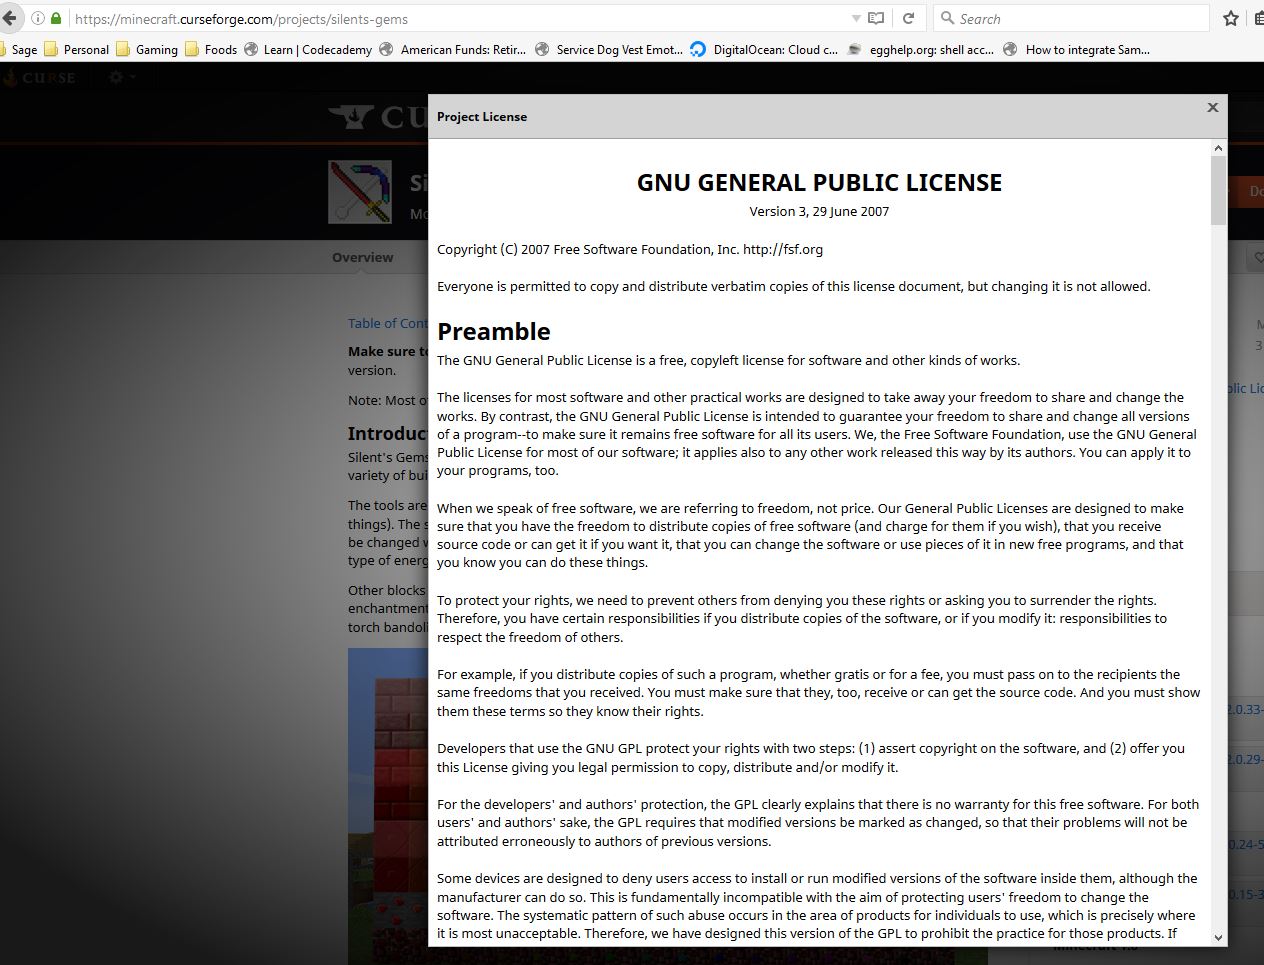 https://minecraft.curseforge.com/projects/silents-gems
Search
Sage Personal Gaming Foods Learn | Codecademy American Funds: Retir... Service Dog Vest Emot... DigitalOcean: Cloud c... egghelp.org: shell acc... How to integrate Sam...
CURSE
CU
Project License
Si
Mo
Do
Overview
GNU GENERAL PUBLIC LICENSE
Version 3, 29 June 2007
Copyright (C) 2007 Free Software Foundation, Inc. http://fsf.org
Everyone is permitted to copy and distribute verbatim copies of this license document, but changing it is not allowed.
Preamble
The GNU General Public License is a free, copyleft license for software and other kinds of works.
The licenses for most software and other practical works are designed to take away your freedom to share and change the
works. By contrast, the GNU General Public License is intended to guarantee your freedom to share and change all versions
of a program--to make sure it remains free software for all its users. We, the Free Software Foundation, use the GNU General
Public License for most of our software; it applies also to any other work released this way by its authors. You can apply it to
your programs, too.
When we speak of free software, we are referring to freedom, not price. Our General Public Licenses are designed to make
sure that you have the freedom to distribute copies of free software (and charge for them if you wish), that you receive
source code or can get it if you want it, that you can change the software or use pieces of it in new free programs, and that
you know you can do these things.
To protect your rights, we need to prevent others from denying you these rights or asking you to surrender the rights.
Therefore, you have certain responsibilities if you distribute copies of the software, or if you modify it: responsibilities to
respect the freedom of others.
For example, if you distribute copies of such a program, whether gratis or for a fee, you must pass on to the recipients the
same freedoms that you received. You must make sure that they, too, receive or can get the source code. And you must show
them these terms so they know their rights.
Developers that use the GNU GPL protect your rights with two steps: (1) assert copyright on the software, and (2) offer you
this License giving you legal permission to copy, distribute and/or modify it.
For the developers' and authors' protection, the GPL clearly explains that there is no warranty for this free software. For both
users' and authors' sake, the GPL requires that modified versions be marked as changed, so that their problems will not be
attributed erroneously to authors of previous versions.
Some devices are designed to deny users access to install or run modified versions of the software inside them, although the
manufacturer can do so. This is fundamentally incompatible with the aim of protecting users' freedom to change the
software. The systematic pattern of such abuse occurs in the area of products for individuals to use, which is precisely where
it is most unacceptable. Therefore, we have designed this version of the GPL to prohibit the practice for those products. If
Table of Cont
Make sure to
version.
Note: Most o
Introduc
Silent's Gems
variety of bui
The tools are
things). The s
be changed w
type of energ
Other blocks
enchantment
torch bandoli
M
3
blic Lic
2.0.33-
2.0.29-
0.24-5
0.15-3